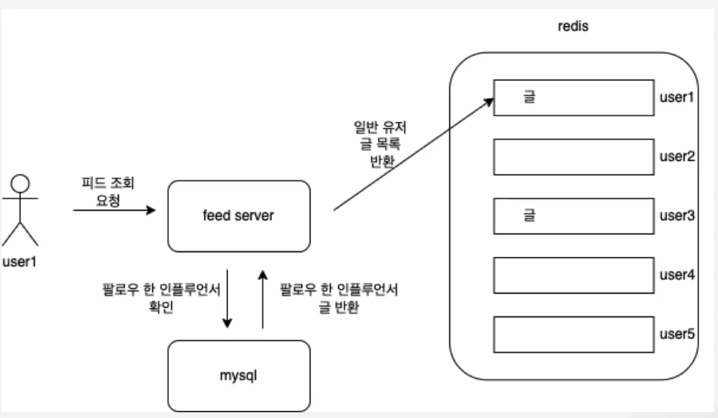 redis
글
user1
일반 유저
글 목록
반환
user2
피드 조회
요청
feed server
글
user3
user1
user4
팔로우 한 인플루언서
확인
팔로우 한 인플루언서
글 반환
user5
mysql